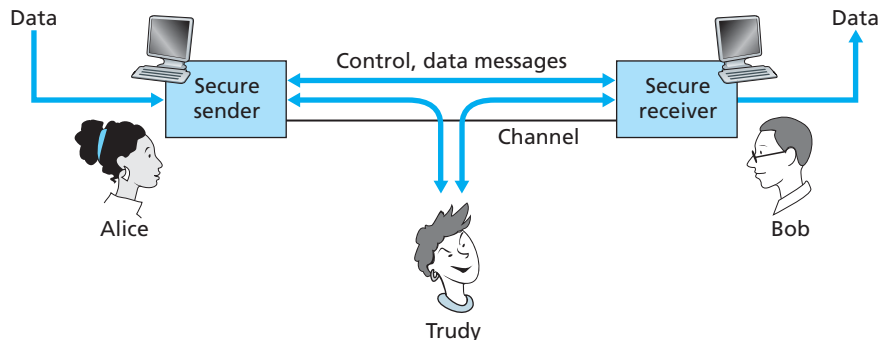 Data
Data
Control, data messages
Secure
sender
Secure
receiver
Channel
Alice
Bob
Trudy